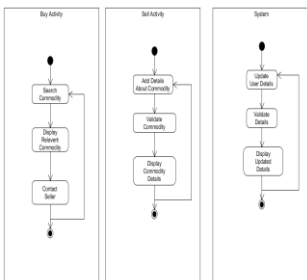 Buy Activity
Search
Commodity
Display
Relevent
Commodity
Contact
Seller
Sell Activity
Add Details
About Commodity
Validate
Commodity
Display
Commodity
Details
System
Update
User Details
Validate
Details
Display
Updated
Details